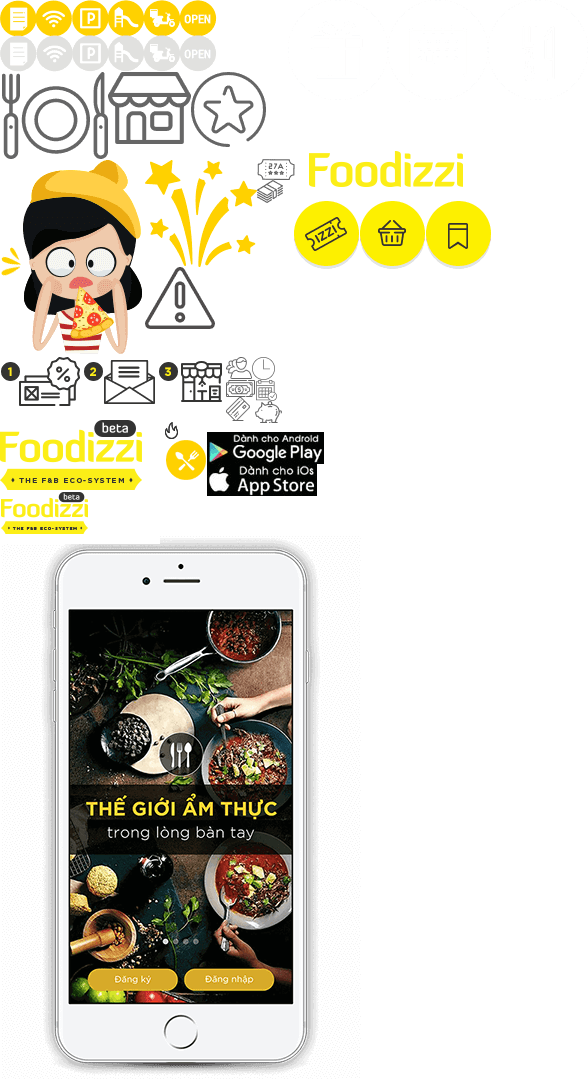 P
OPEN
P
OPEN
27A
Foodizzi
IZZI
1
2
3
%
beta
Foodizzi
• THE F&B ECO-SYSTEM •
Dành cho Android
Google Play
Dành cho iOs
App Store
beta
Foodizzi
• THE F&B ECO-SYSTEM •
THẾ GIỚI ẨM THỰC
trong lòng bàn tay
Đăng ký
Đăng nhập